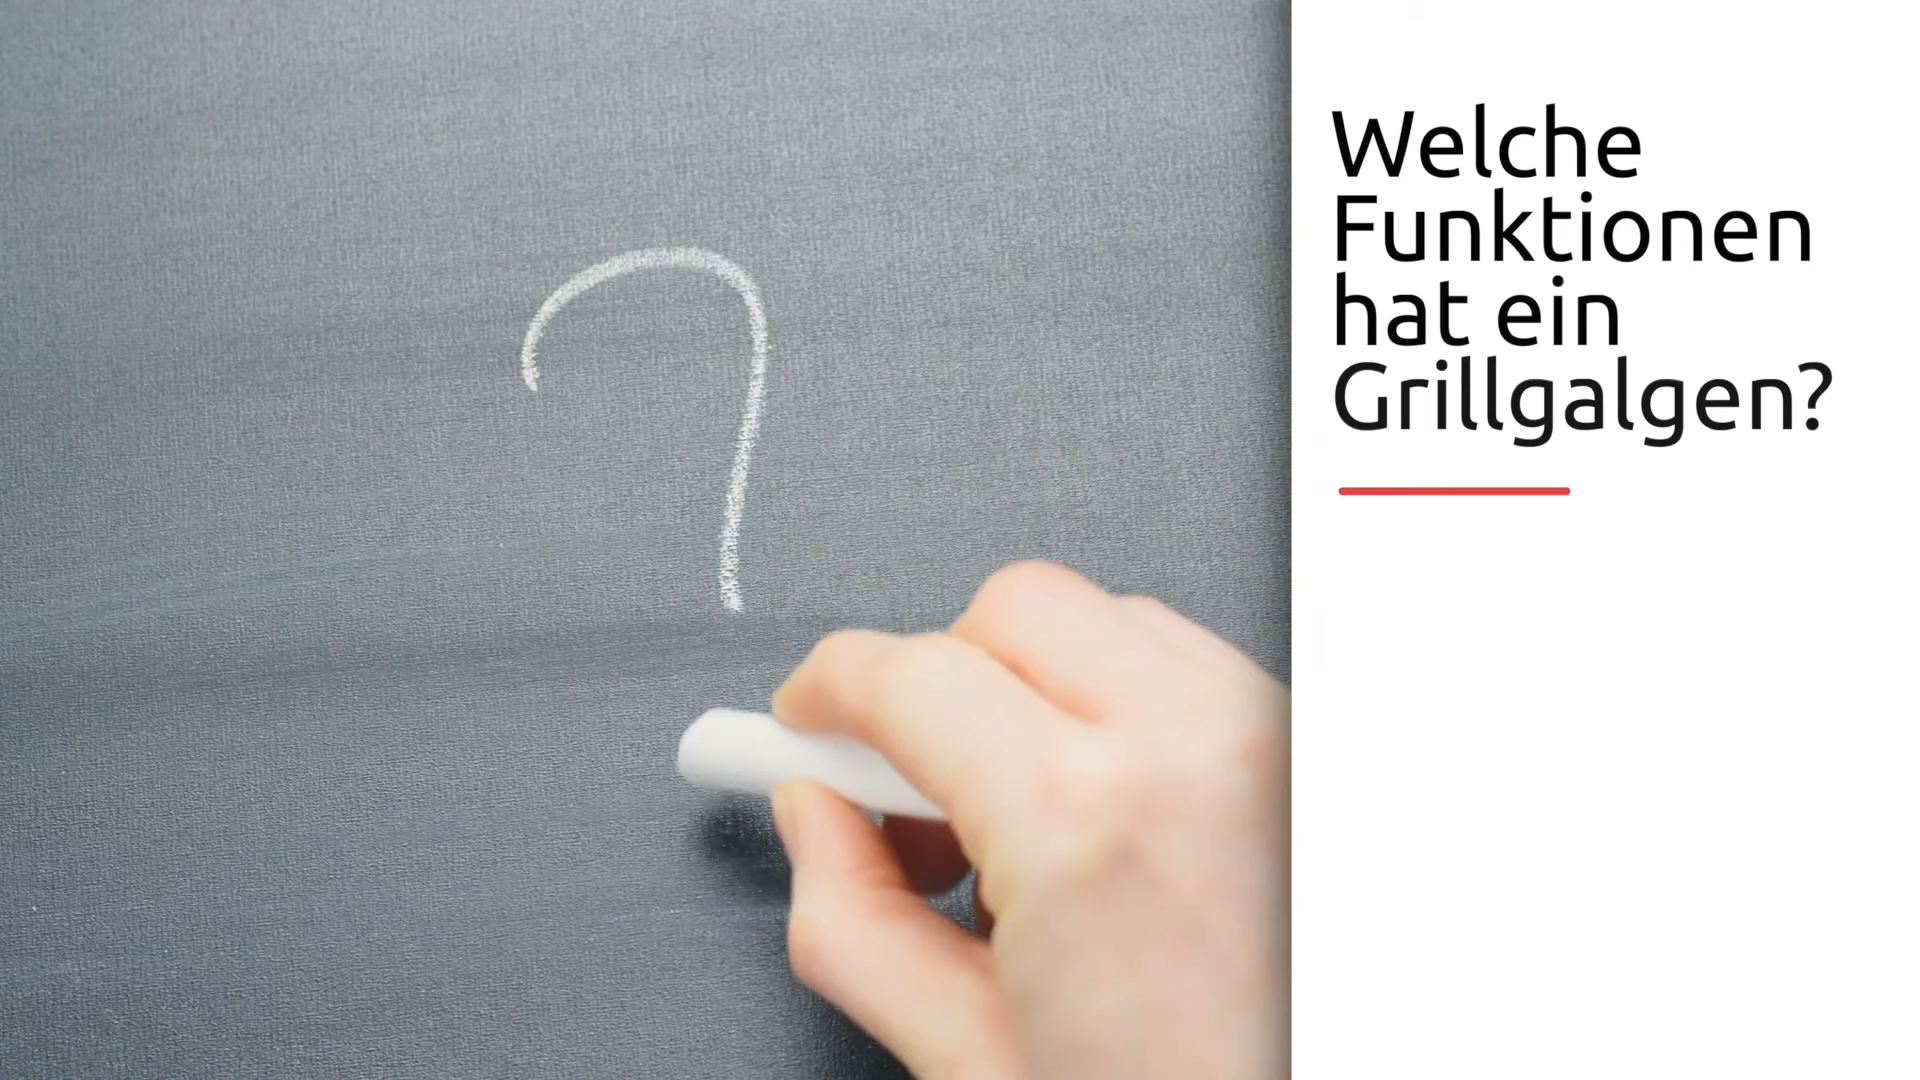 Welche
Funktionen
hat ein
Grillgalgen?
?